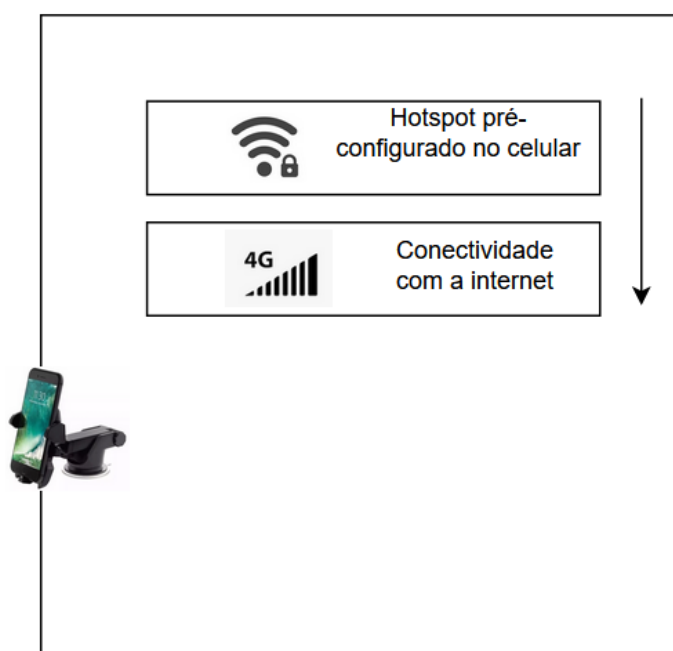 Hotspot pré-
configurado no celular
4G
Conectividade
com a internet